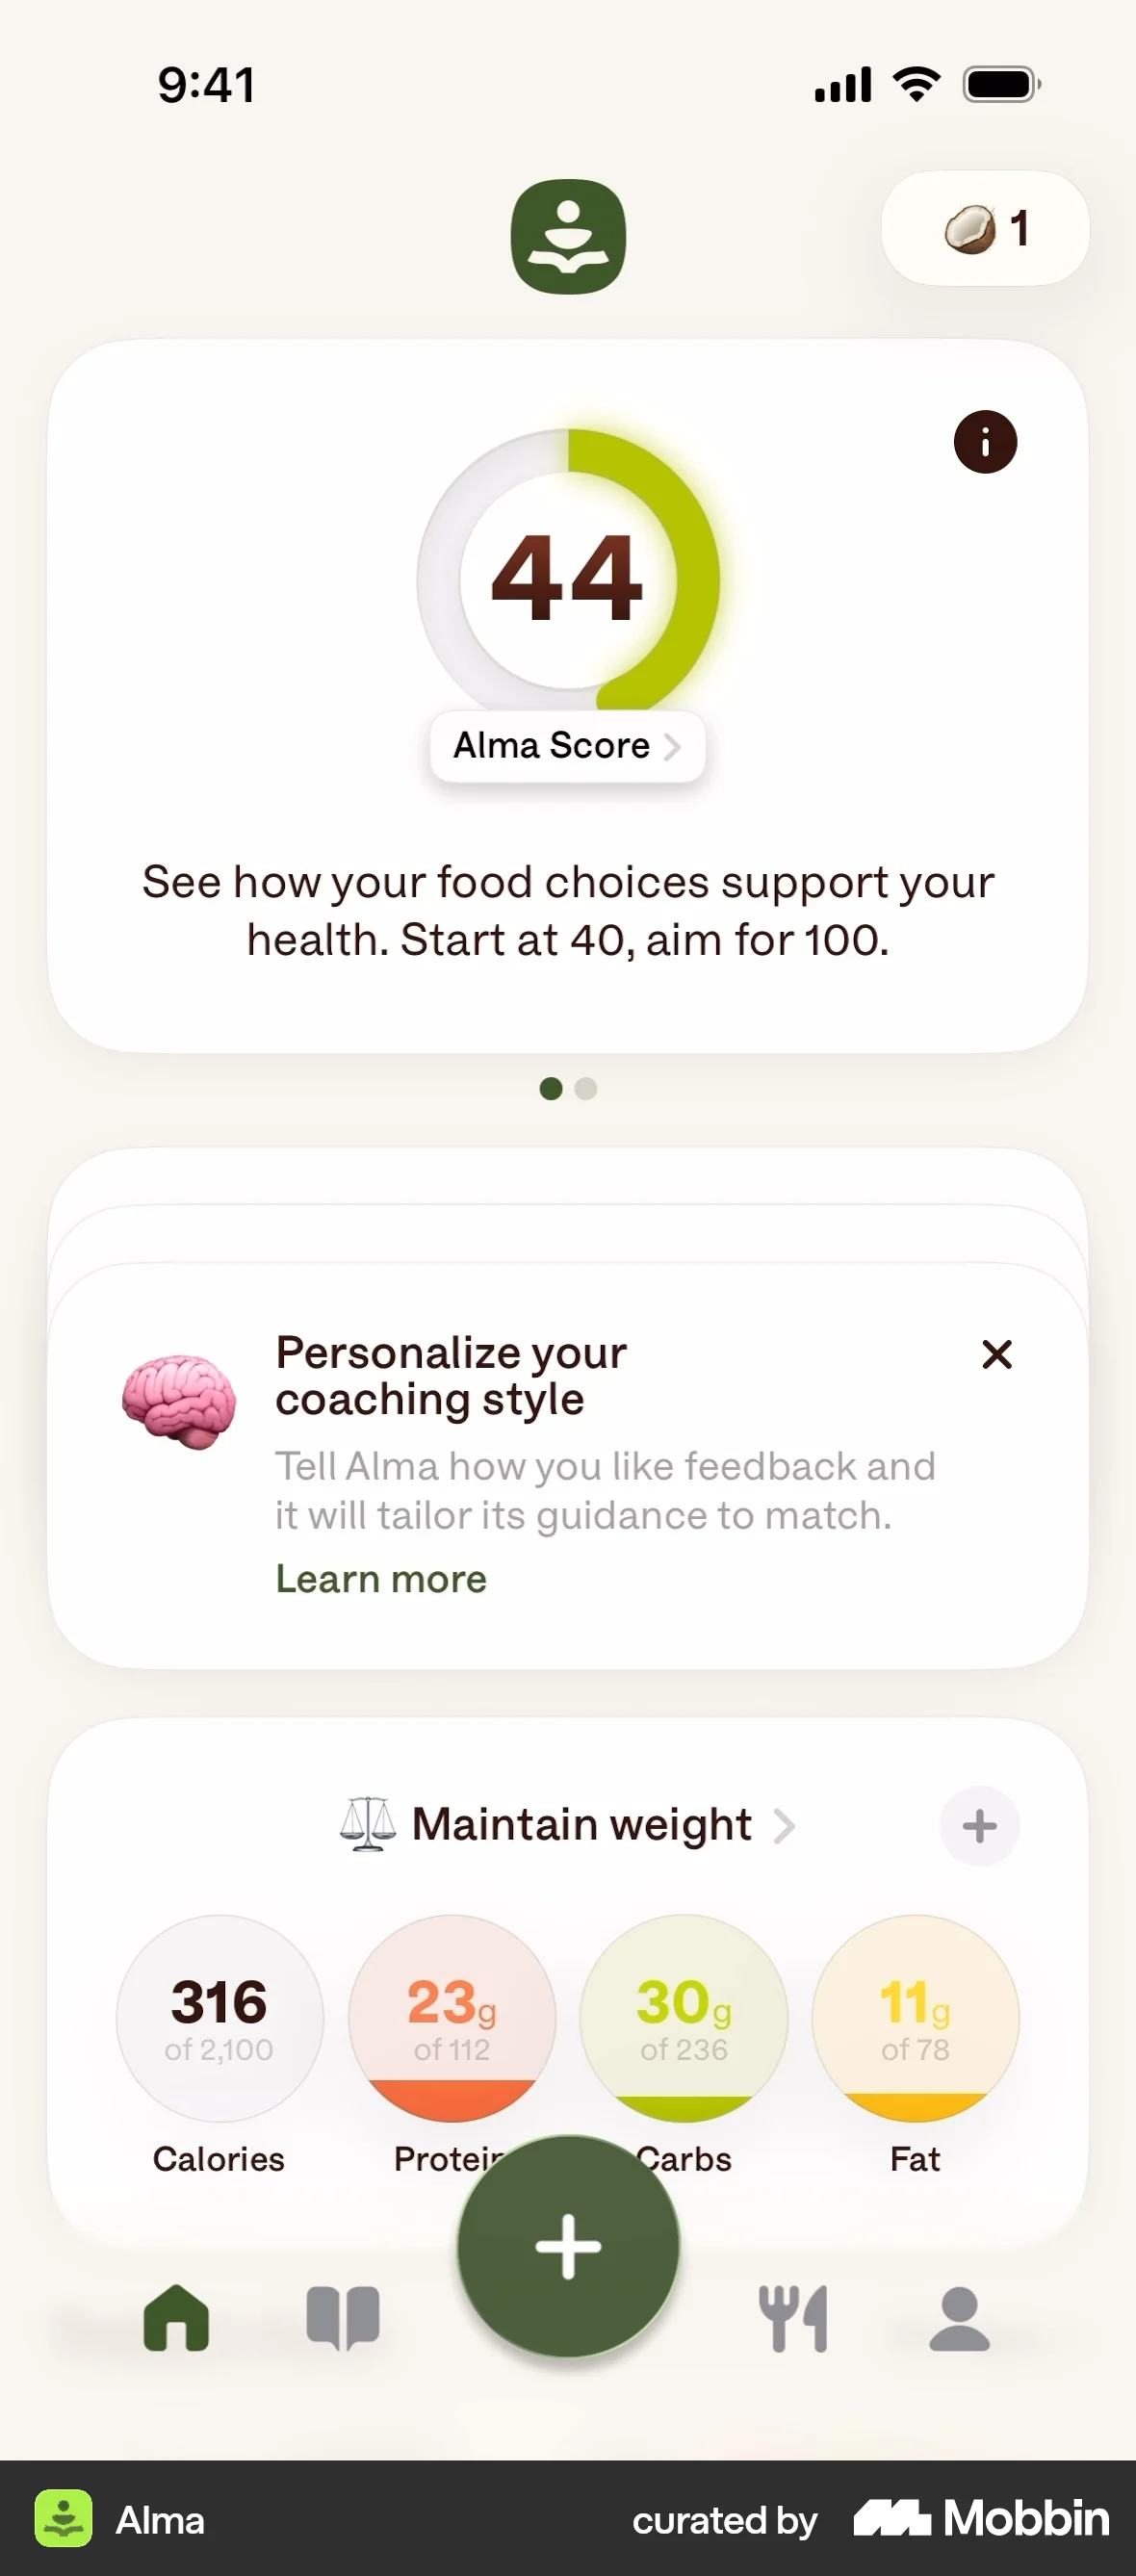 9:41
1
44
Alma Score
See how your food choices support your
health. Start at 40, aim for 100.
Personalize your
coaching style
Tell Alma how you like feedback and
it will tailor its guidance to match.
Learn more
Maintain weight
316
of 2,100
Calories
23g
of 112
Protein
30g
of 236
Carbs
11g
of 78
Fat
Alma
curated by Mobbin